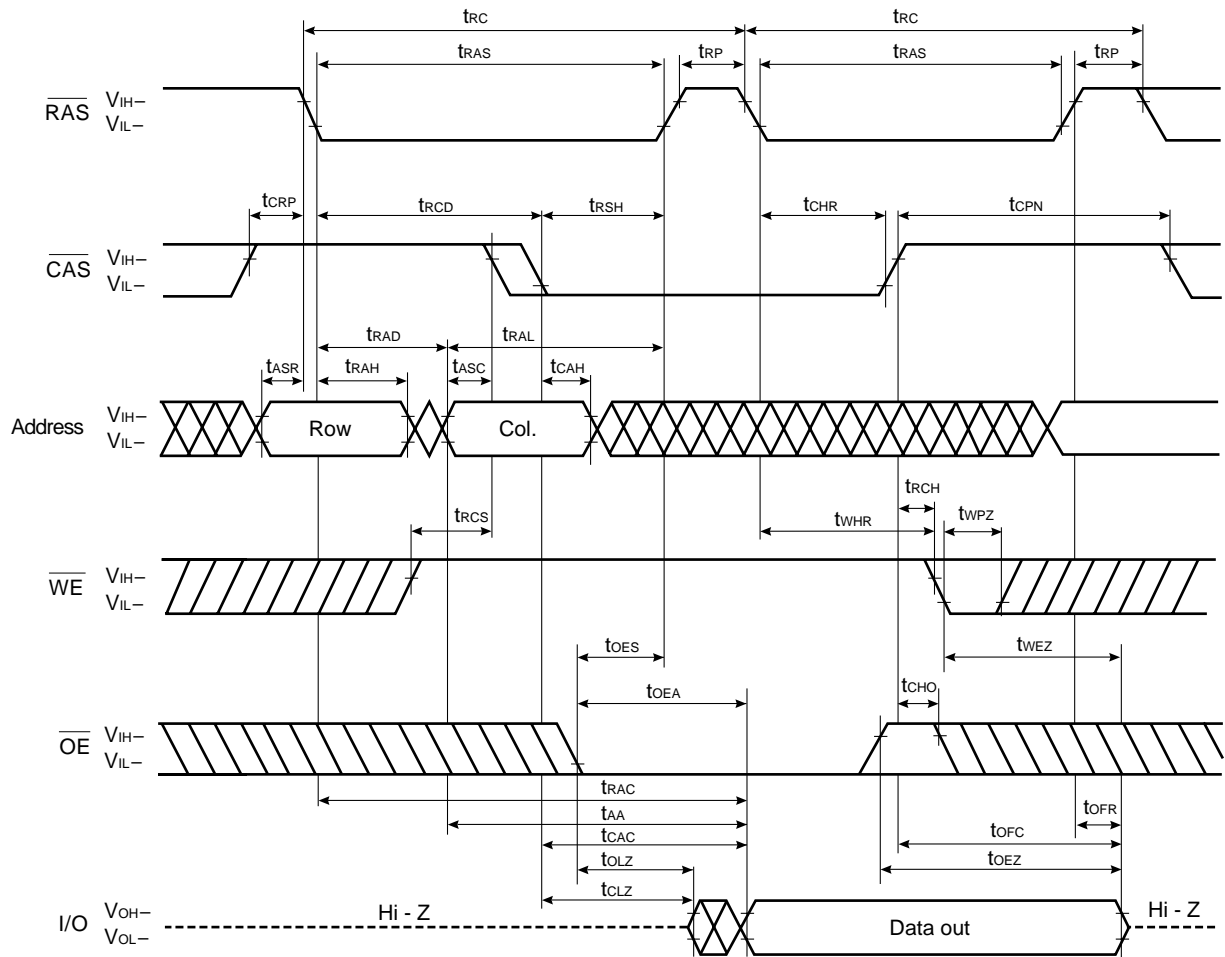 tRC tRC
tRAS tRP tRAS tRP
RAS VIH–
VIL–
tCRP tRCD tRSH tCHR tCPN
CAS VIH–
VIL–
tRAD tRAL
tASR tRAH tASC tCAH
Address VIH–
VIL–
Row Col.
tRCH
tRCS tWHR tWPZ
WE VIH–
VIL–
tOES tWEZ
tOEA tCHO
OE VIH–
VIL–
tRAC
tAA tOFR
tCAC tOFC
tOLZ tOEZ
tCLZ
I/O VOH–
VOL–
Hi - Z Data out Hi - Z